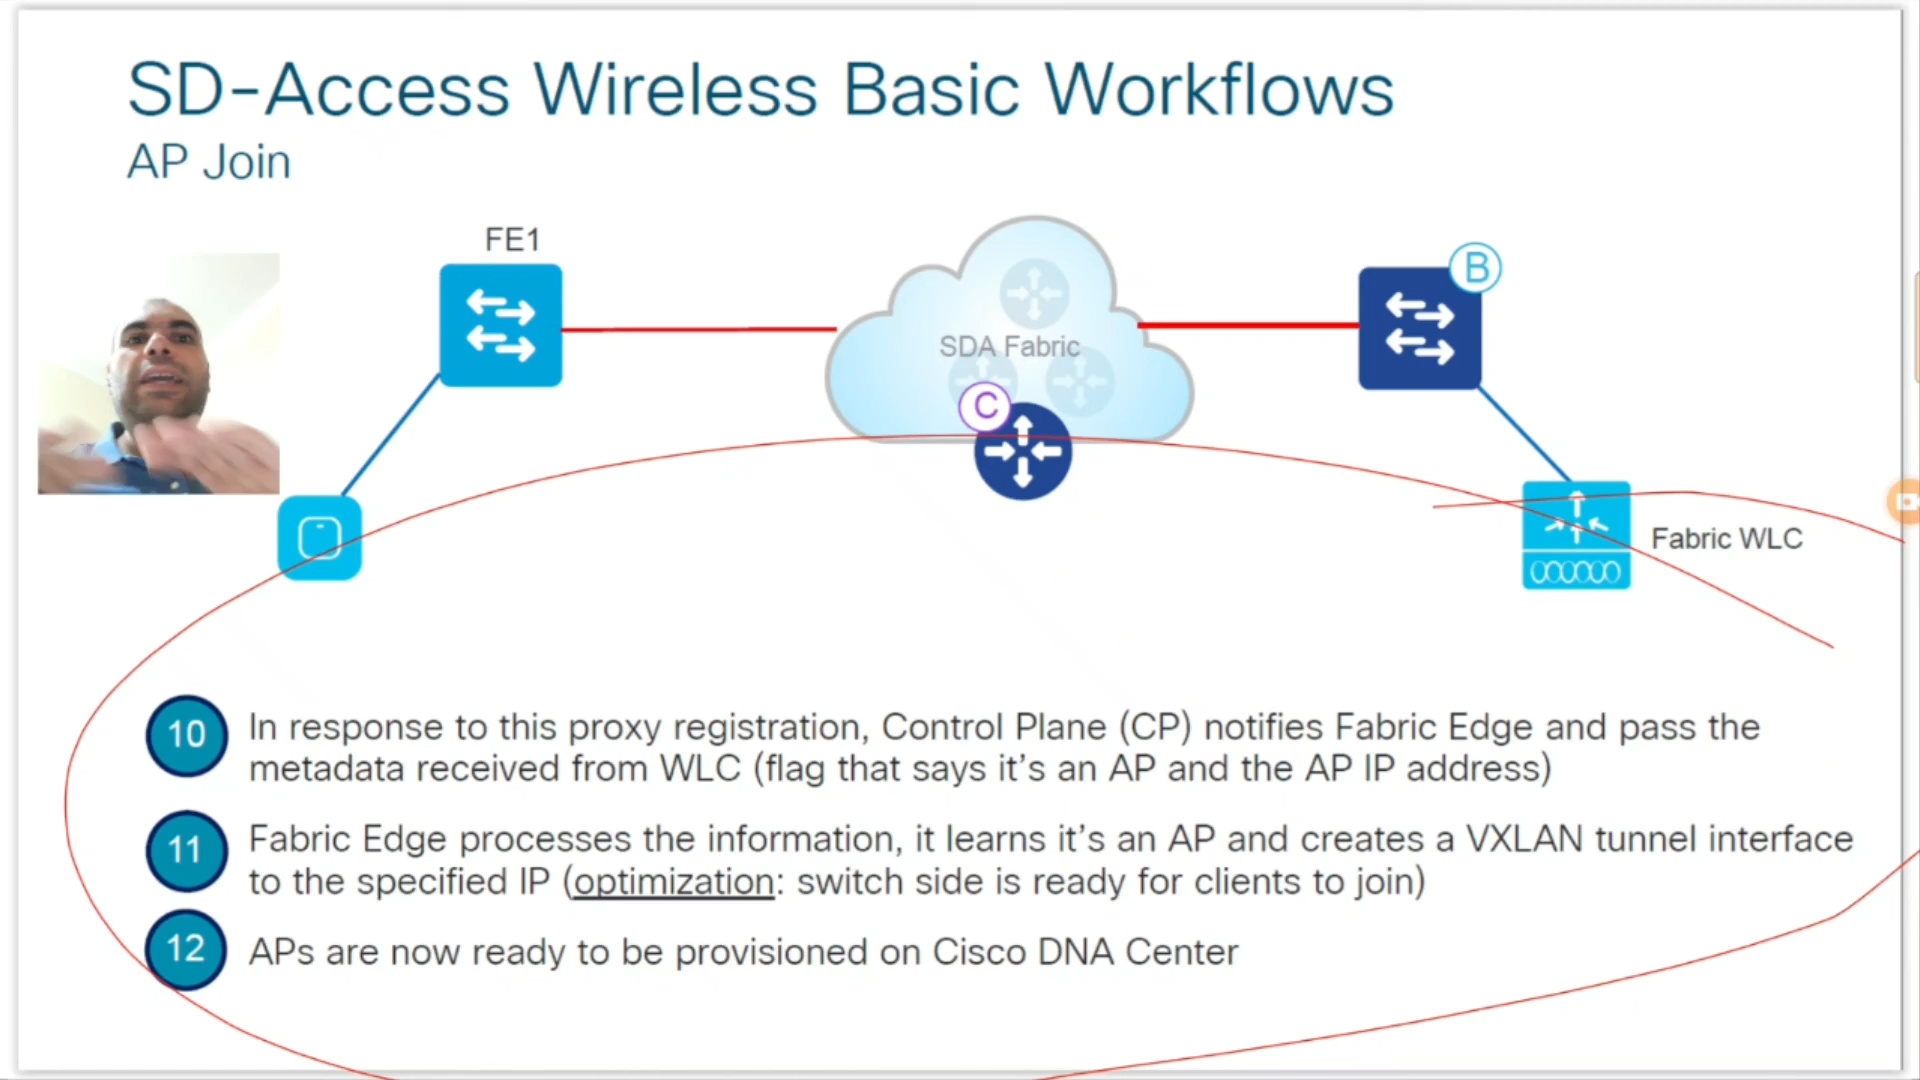 SD-Access Wireless Basic Workflows
AP Join
FE1
B
SDA Fabric
C
Fabric WLC
10 In response to this proxy registration, Control Plane (CP) notifies Fabric Edge and pass the
metadata received from WLC (flag that says it's an AP and the AP IP address)
11 Fabric Edge processes the information, it learns it's an AP and creates a VXLAN tunnel interface
to the specified IP (optimization: switch side is ready for clients to join)
12 APs are now ready to be provisioned on Cisco DNA Center